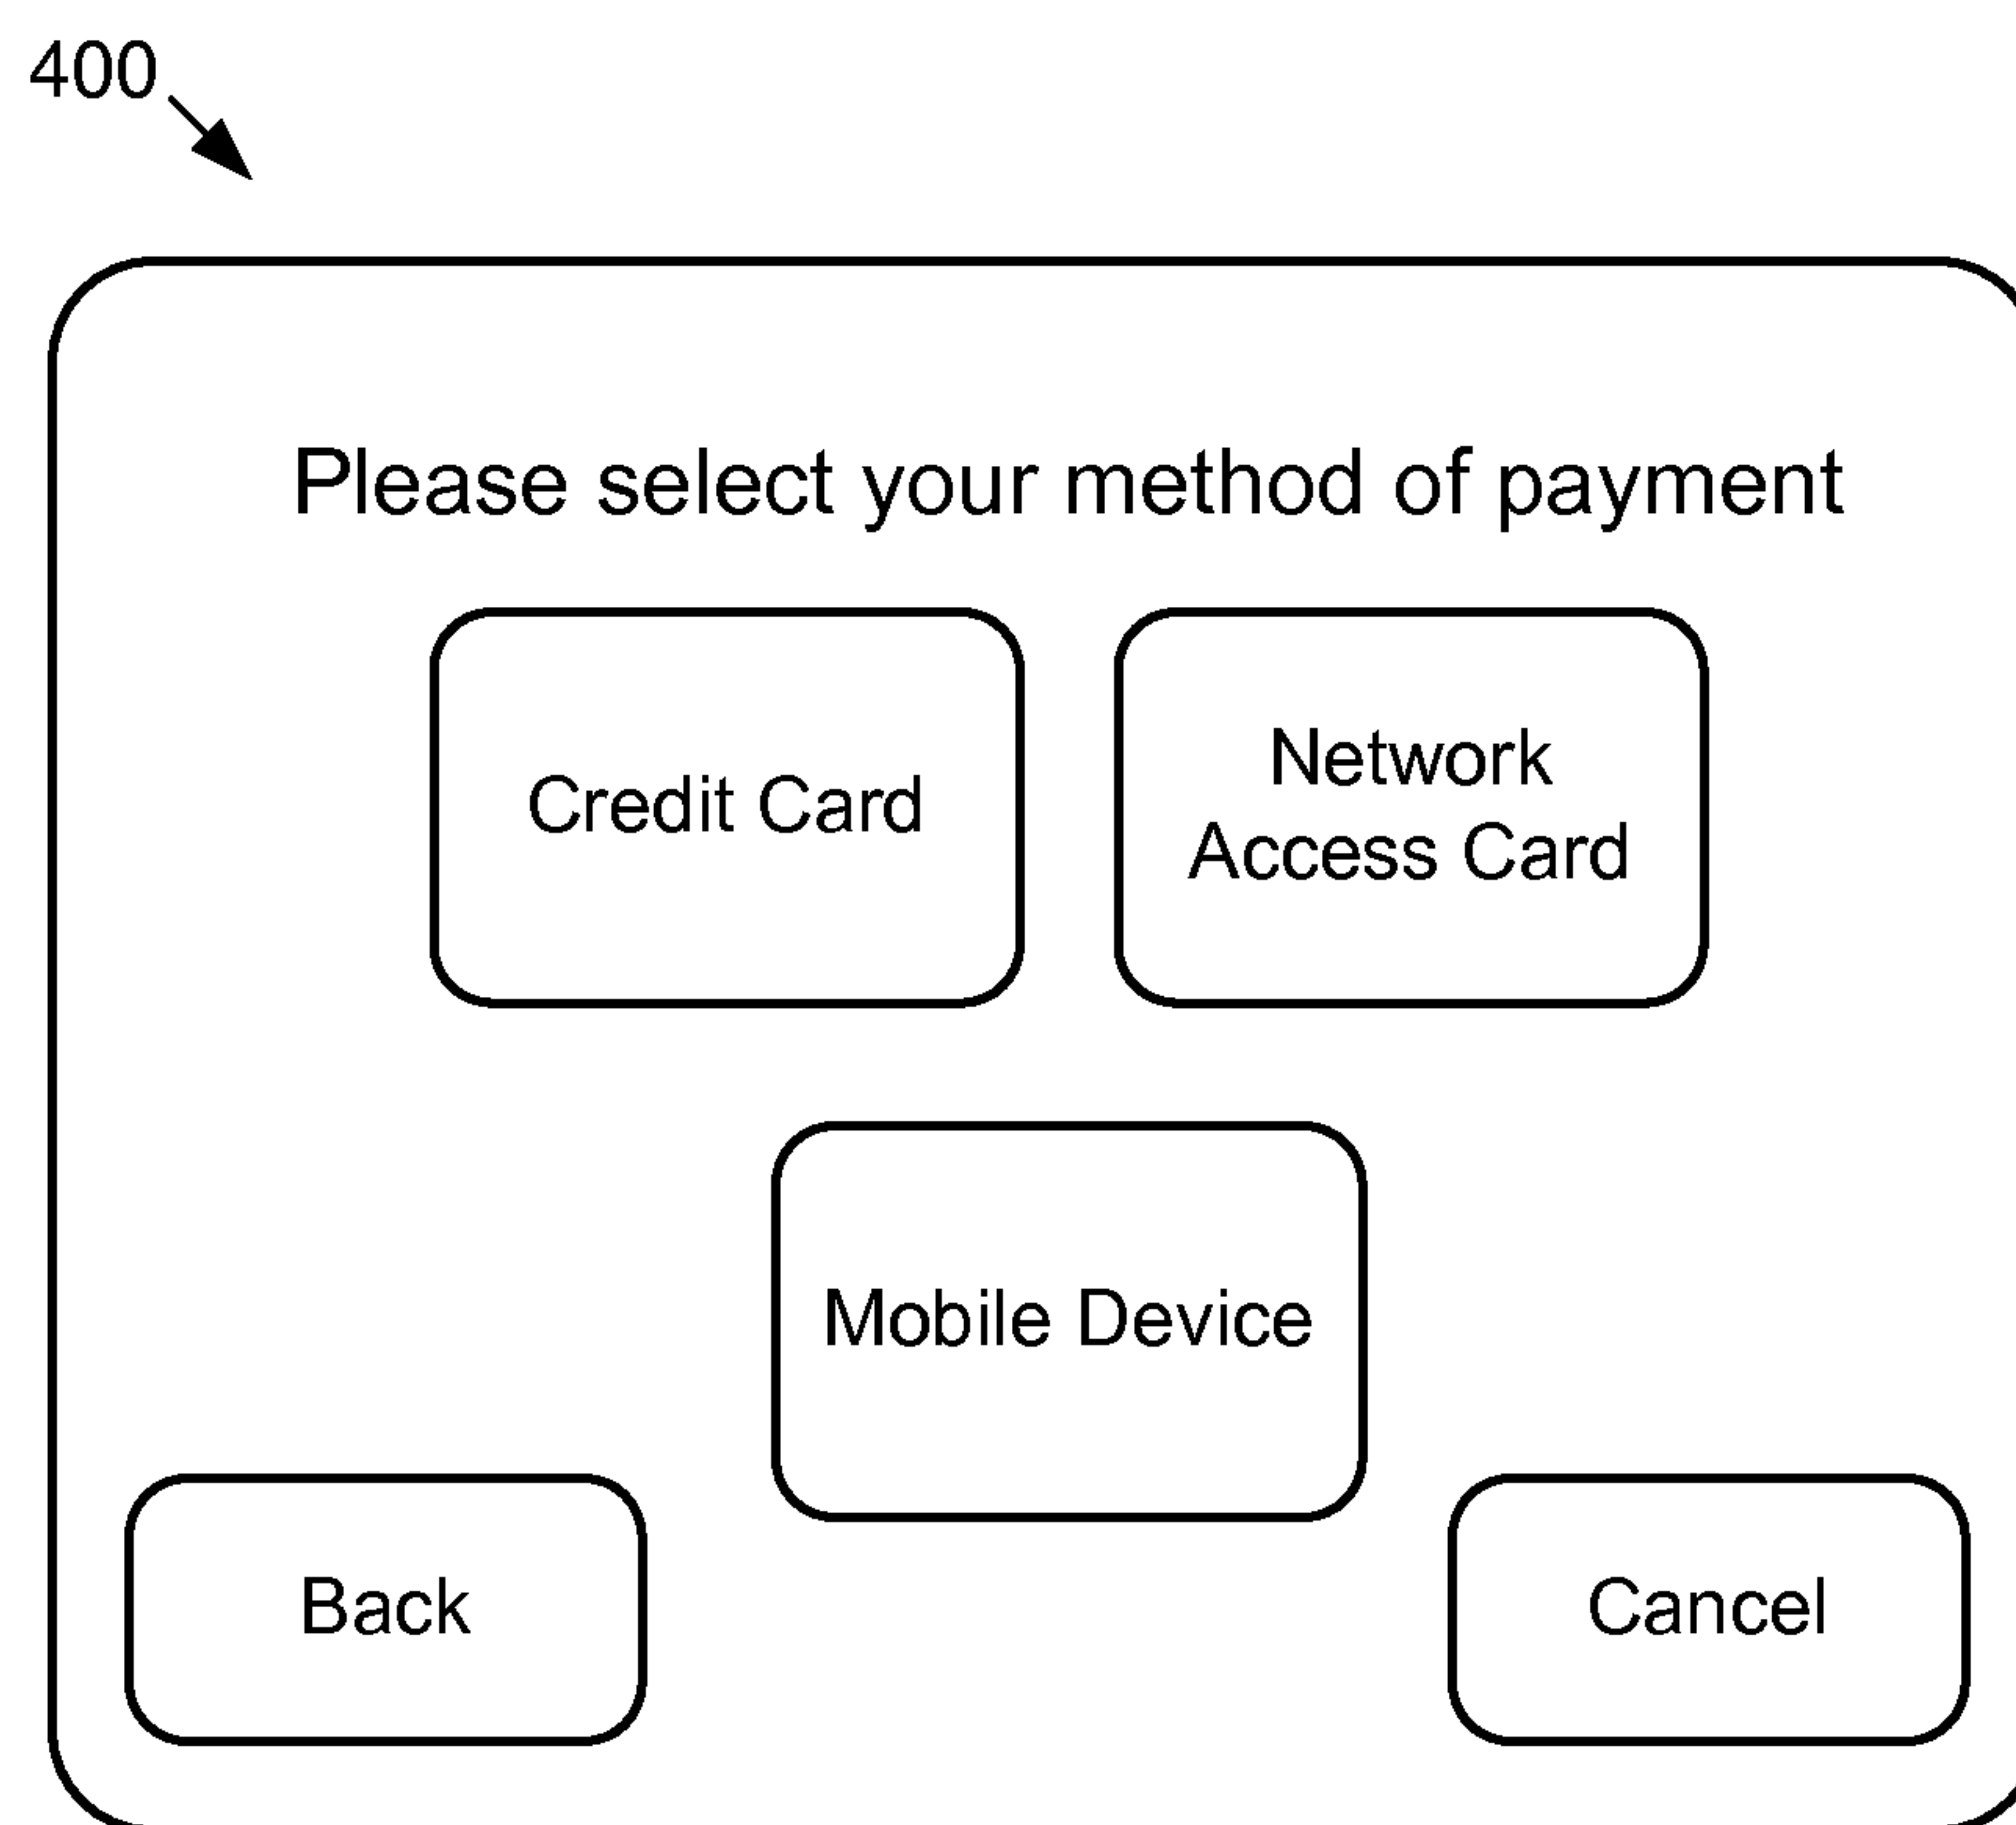 400
Please select your method of payment
Credit Card
Network
Access Card
Mobile Device
Back
Cancel